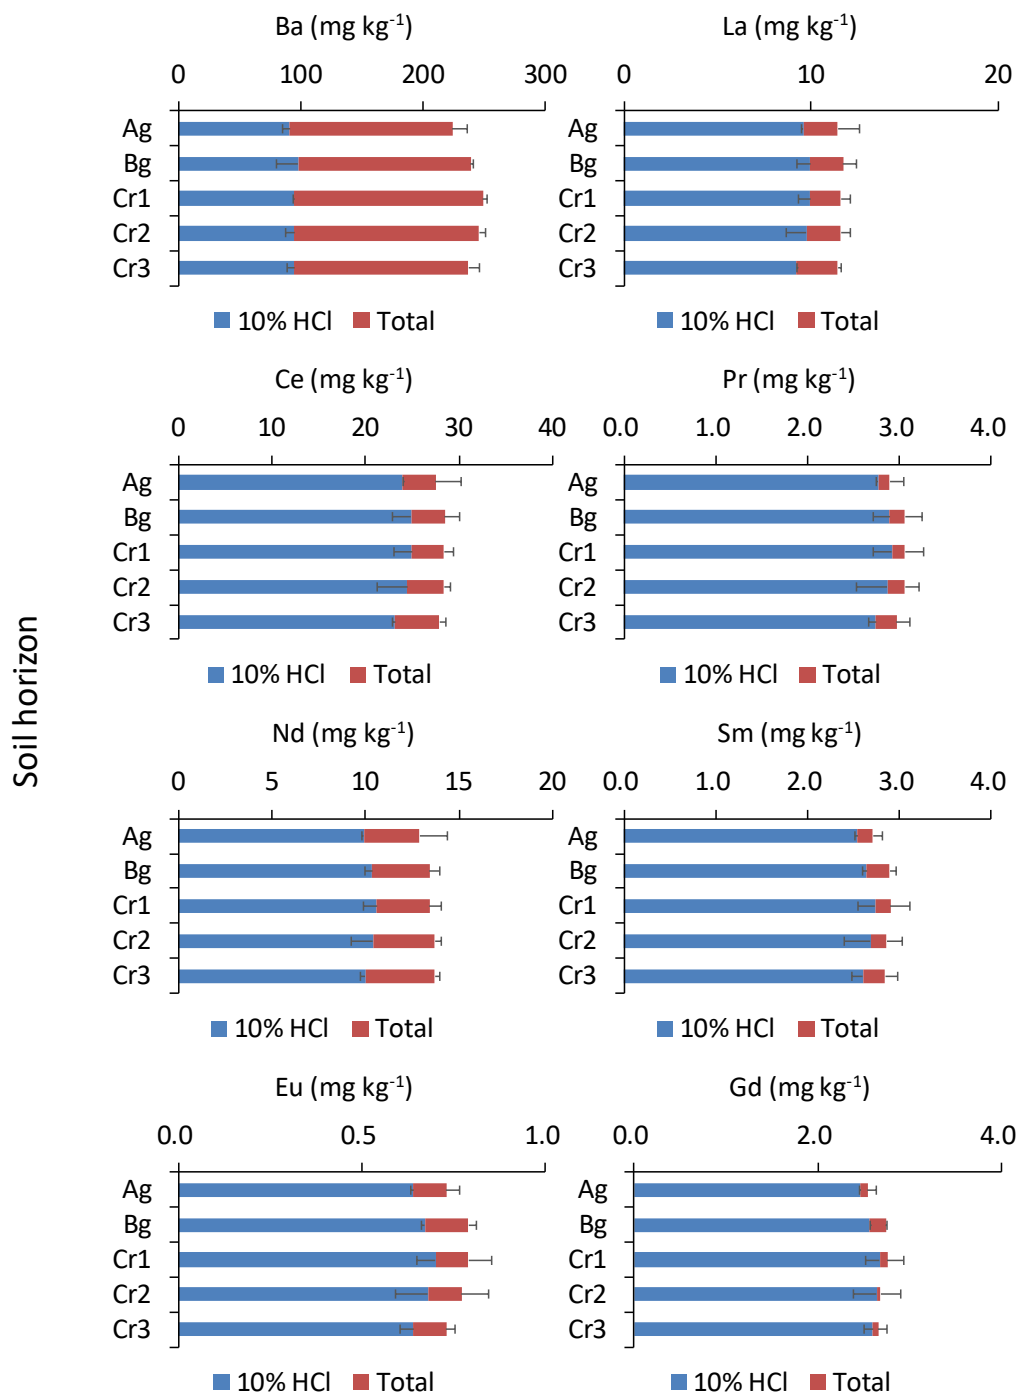 Ba (mg kg⁻¹)
0 100 200 300
Ag
Bg
Cr1
Cr2
Cr3
10% HCl Total
La (mg kg⁻¹)
0 10 20
Ag
Bg
Cr1
Cr2
Cr3
10% HCl Total
Ce (mg kg⁻¹)
0 10 20 30 40
Ag
Bg
Cr1
Cr2
Cr3
10% HCl Total
Pr (mg kg⁻¹)
0.0 1.0 2.0 3.0 4.0
Ag
Bg
Cr1
Cr2
Cr3
10% HCl Total
Soil horizon
Nd (mg kg⁻¹)
0 5 10 15 20
Ag
Bg
Cr1
Cr2
Cr3
10% HCl Total
Sm (mg kg⁻¹)
0.0 1.0 2.0 3.0 4.0
Ag
Bg
Cr1
Cr2
Cr3
10% HCl Total
Eu (mg kg⁻¹)
0.0 0.5 1.0
Ag
Bg
Cr1
Cr2
Cr3
10% HCl Total
Gd (mg kg⁻¹)
0.0 2.0 4.0
Ag
Bg
Cr1
Cr2
Cr3
10% HCl Total